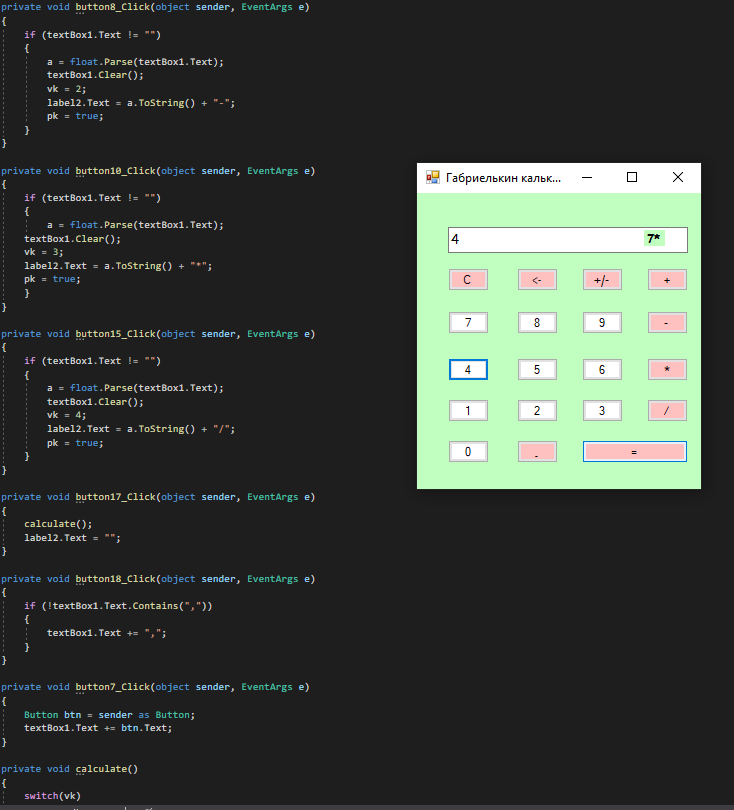 private void button8_Click(object sender, EventArgs e)
{
if (textBox1.Text != "")
{
a = float.Parse(textBox1.Text);
textBox1.Clear();
vk = 2;
label2.Text = a.ToString() + "-";
pk = true;
}
}
private void button10_Click(object sender, EventArgs e)
{
if (textBox1.Text != "")
{
a = float.Parse(textBox1.Text);
textBox1.Clear();
vk = 3;
label2.Text = a.ToString() + "*";
pk = true;
}
}
private void button15_Click(object sender, EventArgs e)
{
if (textBox1.Text != "")
{
a = float.Parse(textBox1.Text);
textBox1.Clear();
vk = 4;
label2.Text = a.ToString() + "/";
pk = true;
}
}
private void button17_Click(object sender, EventArgs e)
{
calculate();
label2.Text = "";
}
private void button18_Click(object sender, EventArgs e)
{
if (!textBox1.Text.Contains(","))
{
textBox1.Text += ",";
}
}
private void button7_Click(object sender, EventArgs e)
{
Button btn = sender as Button;
textBox1.Text += btn.Text;
}
private void calculate()
{
switch(vk)
Габриелькин кальк...
4 7*
C <- +/- +
7 8 9 -
4 5 6 *
1 2 3 /
0 . =